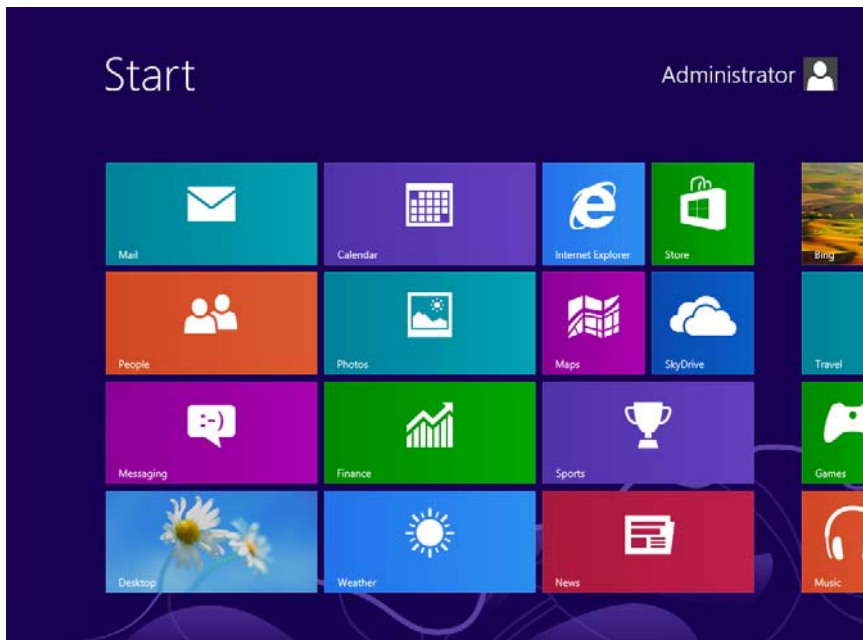 Start
Administrator
Mail
Calendar
Internet Explorer
Store
Bing
People
Photos
Maps
SkyDrive
Travel
:-)
Messaging
Finance
Sports
Games
Desktop
Weather
News
Music